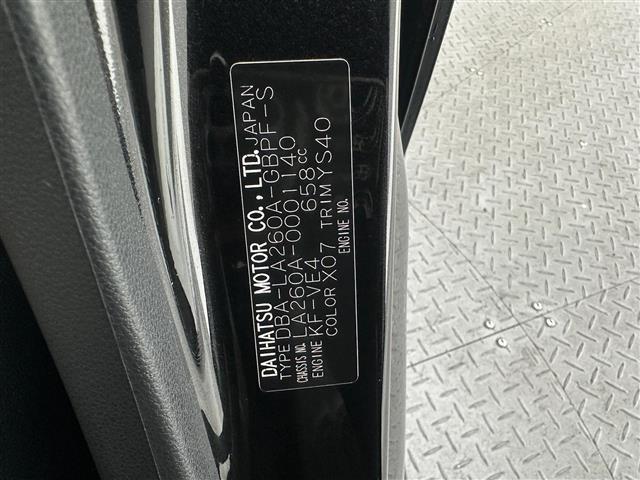 DAIHATSU MOTOR CO., LTD. JAPAN
TYPE DBA-LA260A-GBPF-S
CHASSIS NO. LA260A-0001140
ENGINE KF-VE4 658cc
COLOR X07 TRIM YS40
ENGINE NO.